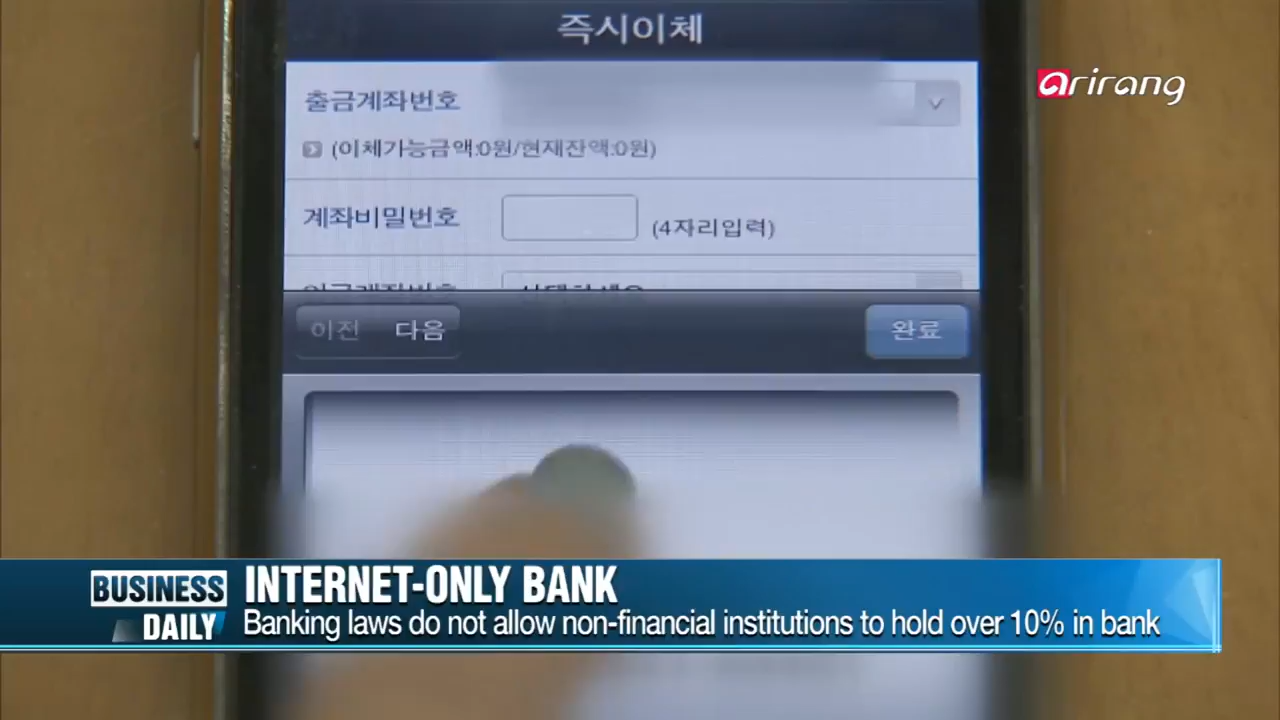 즉시이체
arirang
출금계좌번호
(이체가능금액:0원/현재잔액:0원)
계좌비밀번호 (4자리입력)
이전 다음 완료
BUSINESS DAILY
INTERNET-ONLY BANK
Banking laws do not allow non-financial institutions to hold over 10% in bank